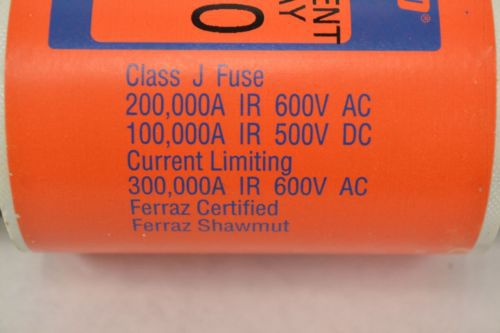 ENT
AY
0
®
Class J Fuse
200,000A IR 600V AC
100,000A IR 500V DC
Current Limiting
300,000A IR 600V AC
Ferraz Certified
Ferraz Shawmut